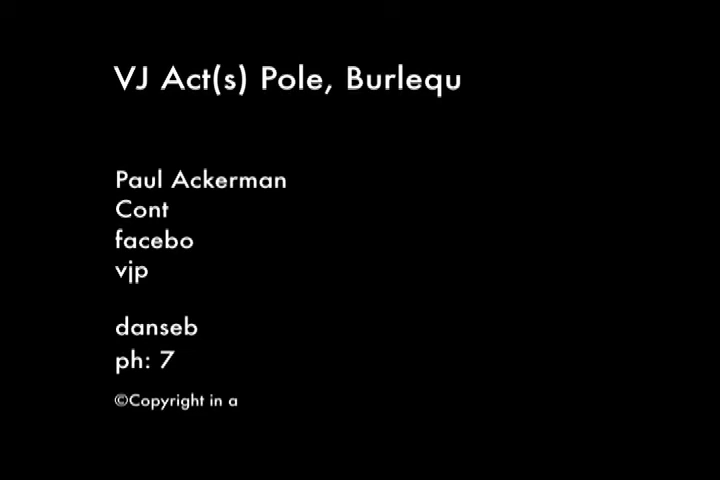 VJ Act(s) Pole, Burlequ
Paul Ackerman
Cont
facebo
vjp
danseb
ph: 7
©Copyright in a